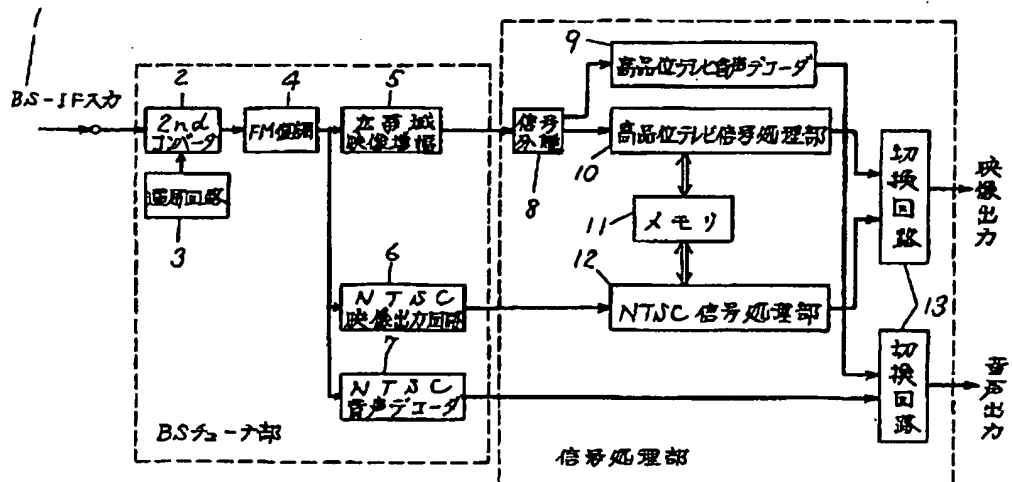 1
BS-IF入力
2
2nd
コンバータ
3
選局回路
4
FM復調
5
広帯域
映像増幅
6
NTSC
映像出力回路
7
NTSC
音声デコーダ
BSチューナ部
8
信号
分離
9
高品位テレビ音声デコーダ
10
高品位テレビ信号処理部
11
メモリ
12
NTSC信号処理部
13
切換回路
切換回路
映像出力
音声出力
信号処理部